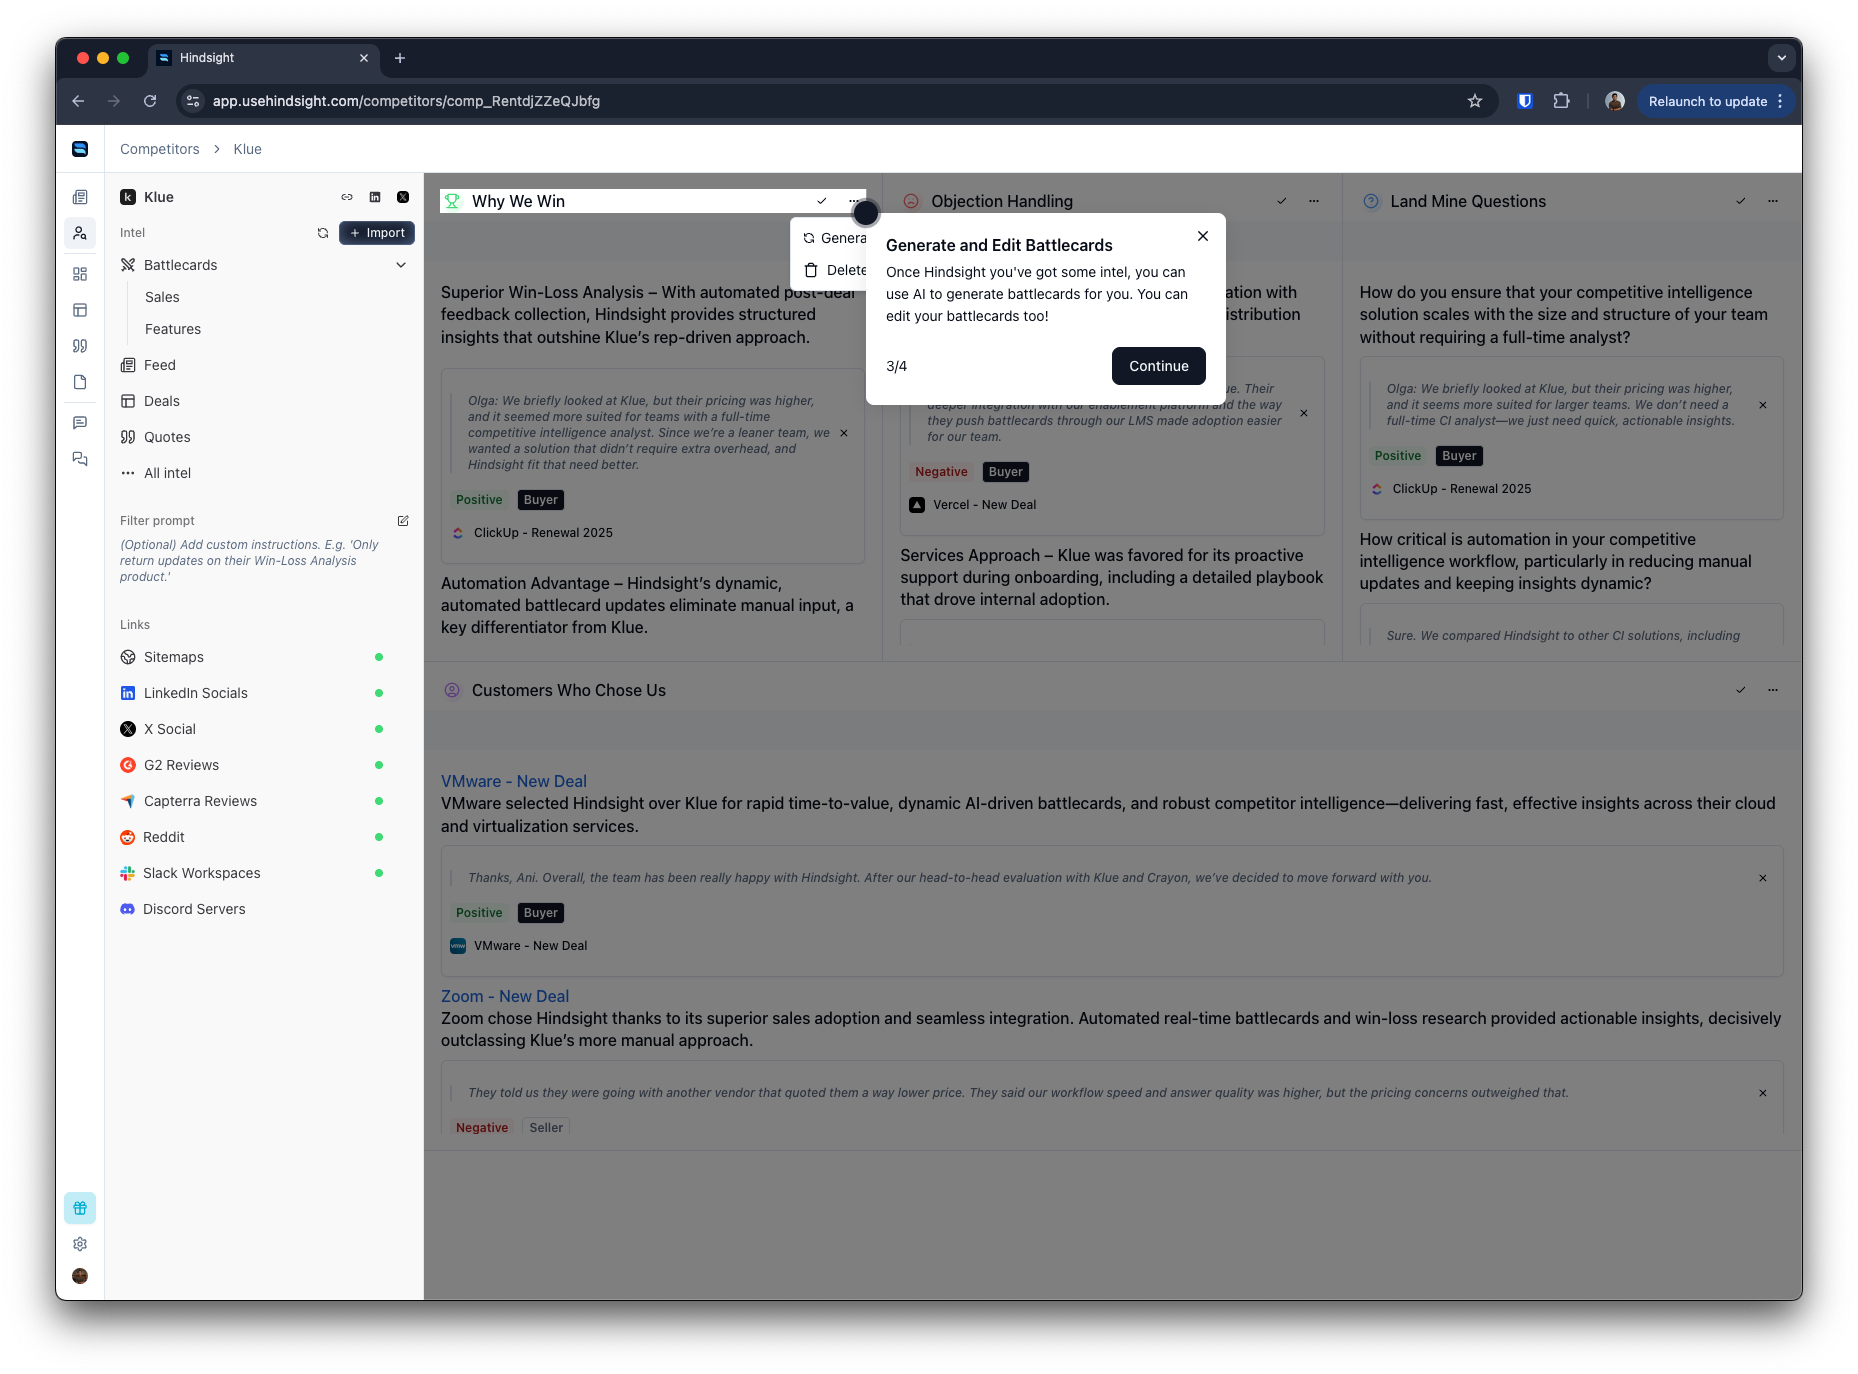 Hindsight
app.usehindsight.com/competitors/comp_RentdjZZeQJbfg
Relaunch to update
Competitors > Klue
Klue
Intel
+ Import
Battlecards
Sales
Features
Feed
Deals
Quotes
All intel
Filter prompt
(Optional) Add custom instructions. E.g. 'Only
return updates on their Win-Loss Analysis
product.'
Links
Sitemaps
LinkedIn Socials
X Social
G2 Reviews
Capterra Reviews
Reddit
Slack Workspaces
Discord Servers
Why We Win
Genera
Delete
Superior Win-Loss Analysis – With automated post-deal
feedback collection, Hindsight provides structured
insights that outshine Klue’s rep-driven approach.
Olga: We briefly looked at Klue, but their pricing was higher,
and it seemed more suited for teams with a full-time
competitive intelligence analyst. Since we’re a leaner team, we
wanted a solution that didn’t require extra overhead, and
Hindsight fit that need better.
Positive Buyer
ClickUp - Renewal 2025
Automation Advantage – Hindsight’s dynamic,
automated battlecard updates eliminate manual input, a
key differentiator from Klue.
Generate and Edit Battlecards
Once Hindsight you've got some intel, you can
use AI to generate battlecards for you. You can
edit your battlecards too!
3/4
Continue
Objection Handling
ation with
istribution
ue. Their
deeper integration with our enablement platform and the way
they push battlecards through our LMS made adoption easier
for our team.
Negative Buyer
Vercel - New Deal
Services Approach – Klue was favored for its proactive
support during onboarding, including a detailed playbook
that drove internal adoption.
Land Mine Questions
How do you ensure that your competitive intelligence
solution scales with the size and structure of your team
without requiring a full-time analyst?
Olga: We briefly looked at Klue, but their pricing was higher,
and it seems more suited for larger teams. We don’t need a
full-time CI analyst—we just need quick, actionable insights.
Positive Buyer
ClickUp - Renewal 2025
How critical is automation in your competitive
intelligence workflow, particularly in reducing manual
updates and keeping insights dynamic?
Sure. We compared Hindsight to other CI solutions, including
Customers Who Chose Us
VMware - New Deal
VMware selected Hindsight over Klue for rapid time-to-value, dynamic AI-driven battlecards, and robust competitor intelligence—delivering fast, effective insights across their cloud
and virtualization services.
Thanks, Ani. Overall, the team has been really happy with Hindsight. After our head-to-head evaluation with Klue and Crayon, we’ve decided to move forward with you.
Positive Buyer
vmw VMware - New Deal
Zoom - New Deal
Zoom chose Hindsight thanks to its superior sales adoption and seamless integration. Automated real-time battlecards and win-loss research provided actionable insights, decisively
outclassing Klue’s more manual approach.
They told us they were going with another vendor that quoted them a way lower price. They said our workflow speed and answer quality was higher, but the pricing concerns outweighed that.
Negative Seller